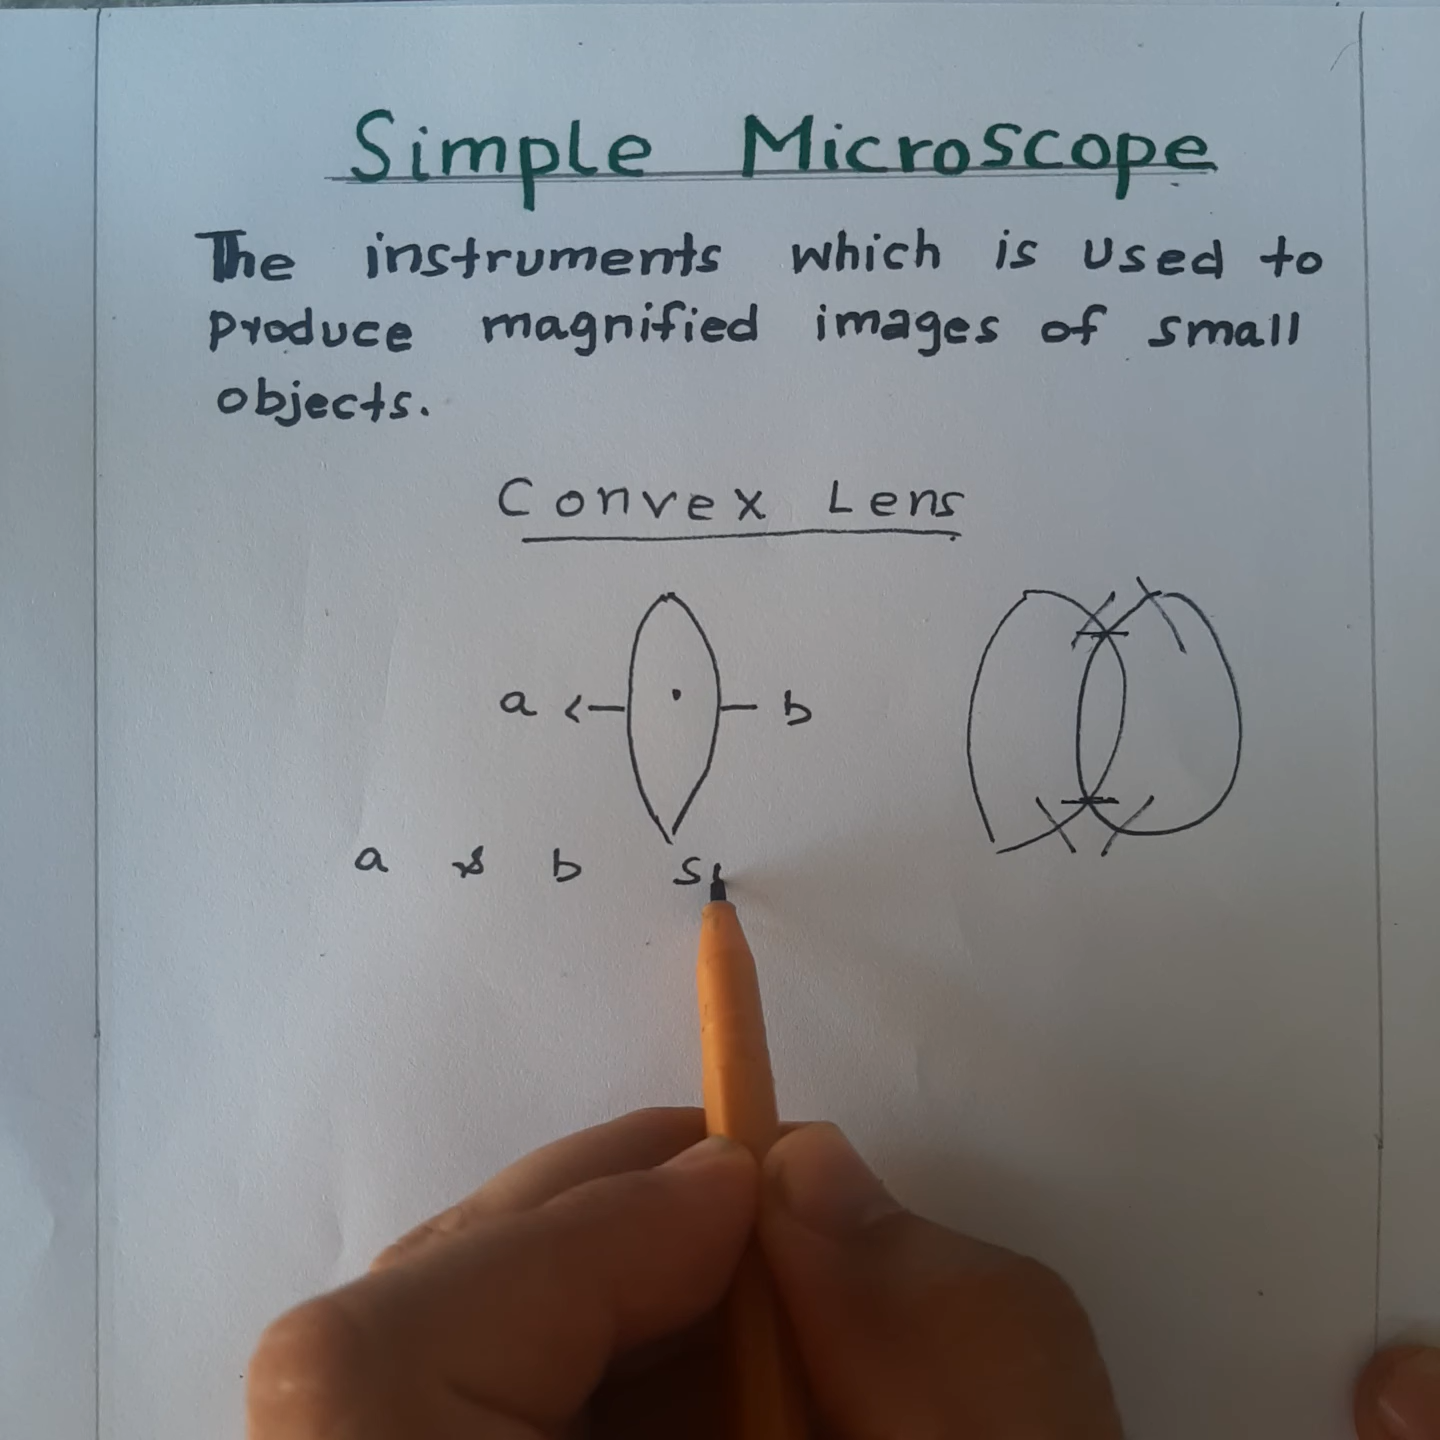 Simple Microscope
The instruments which is used to
produce magnified images of small
objects.
Convex Lens
a b
a & b